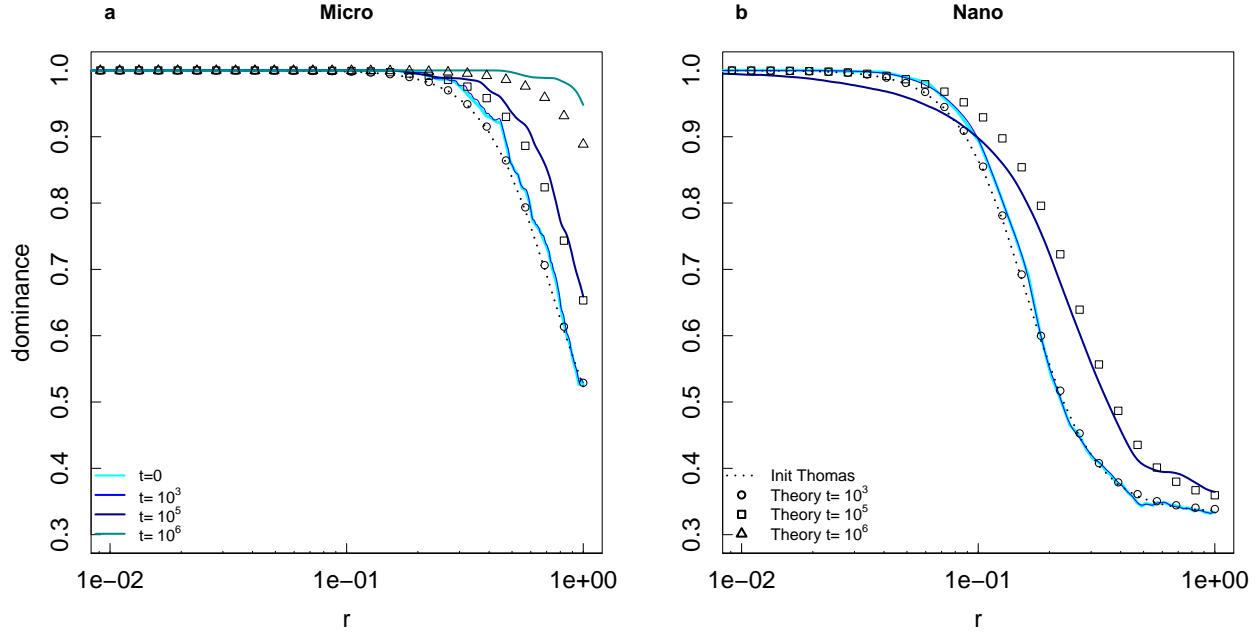 a
Micro
b
Nano
dominance
1.0
0.9
0.8
0.7
0.6
0.5
0.4
0.3
t=0
t= 10³
t= 10⁵
t= 10⁶
1e−02
1e−01
1e+00
r
1.0
0.9
0.8
0.7
0.6
0.5
0.4
0.3
Init Thomas
Theory t= 10³
Theory t= 10⁵
Theory t= 10⁶
1e−02
1e−01
1e+00
r